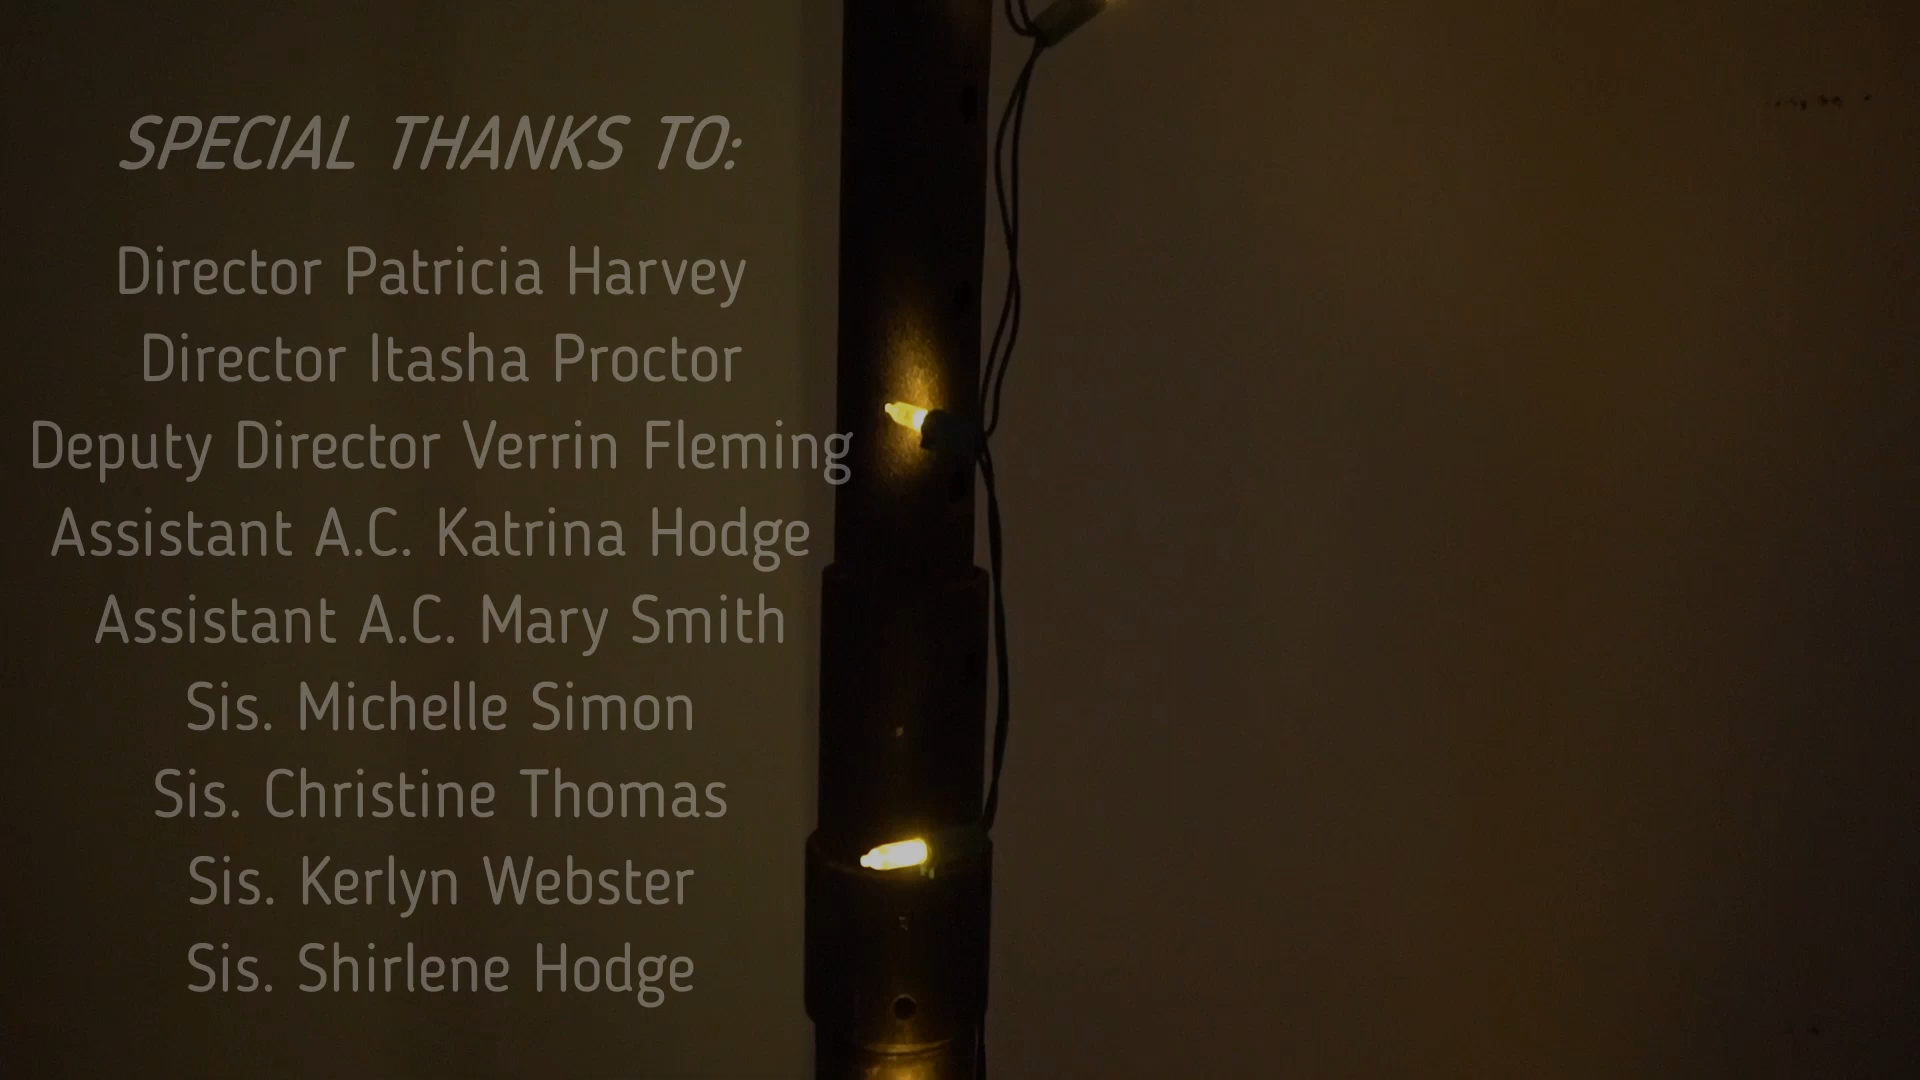 SPECIAL THANKS TO:
Director Patricia Harvey
Director Itasha Proctor
Deputy Director Verrin Fleming
Assistant A.C. Katrina Hodge
Assistant A.C. Mary Smith
Sis. Michelle Simon
Sis. Christine Thomas
Sis. Kerlyn Webster
Sis. Shirlene Hodge